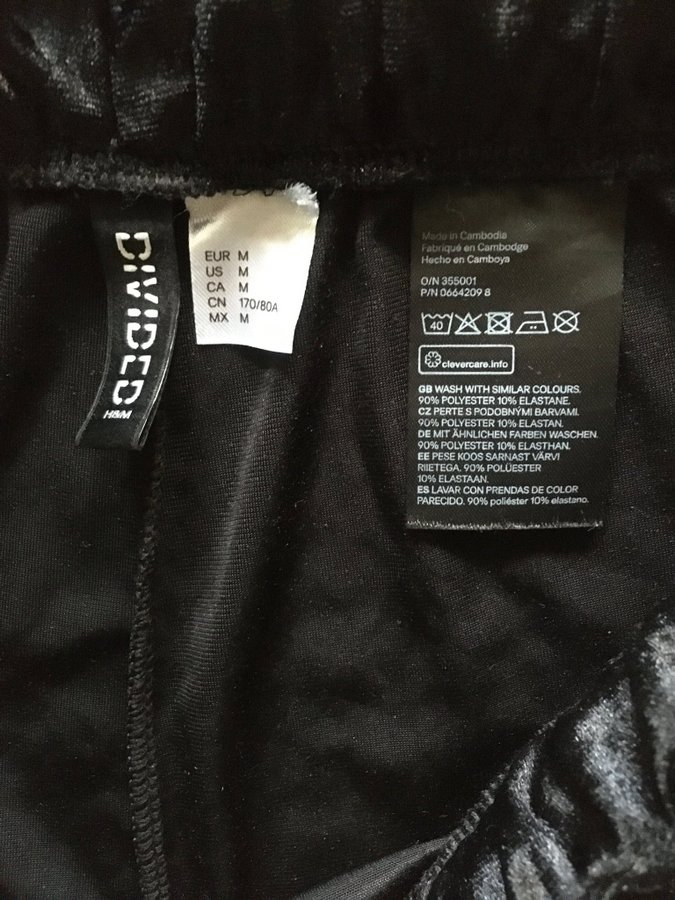 DIVIDED
H&M
EUR M
US M
CA M
CN 170/80A
MX M
Made in Cambodia
Fabriqué en Cambodge
Hecho en Camboya
O/N 355001
P/N 0664209 8
40
clevercare.info
GB WASH WITH SIMILAR COLOURS.
90% POLYESTER 10% ELASTANE.
CZ PERTE S PODOBNÝMI BARVAMI.
90% POLYESTER 10% ELASTAN.
DE MIT ÄHNLICHEN FARBEN WASCHEN.
90% POLYESTER 10% ELASTHAN.
EE PESE KOOS SARNAST VÄRVI
RIIETEGA. 90% POLÜESTER
10% ELASTAAN.
ES LAVAR CON PRENDAS DE COLOR
PARECIDO. 90% poliéster 10% elastano.